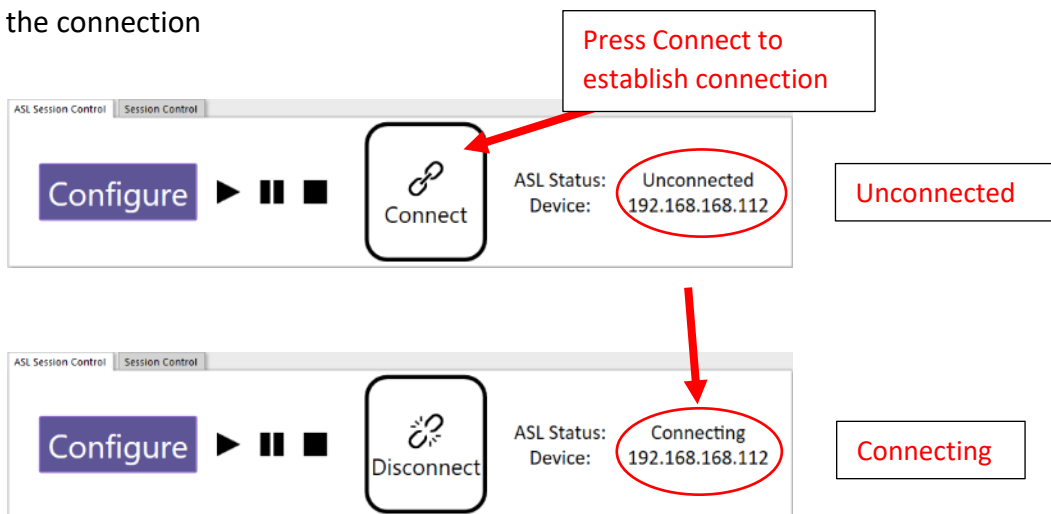 the connection
Press Connect to
establish connection
ASL Session Control Session Control
Configure
Connect
ASL Status: Unconnected
Device: 192.168.168.112
Unconnected
ASL Session Control Session Control
Configure
Disconnect
ASL Status: Connecting
Device: 192.168.168.112
Connecting